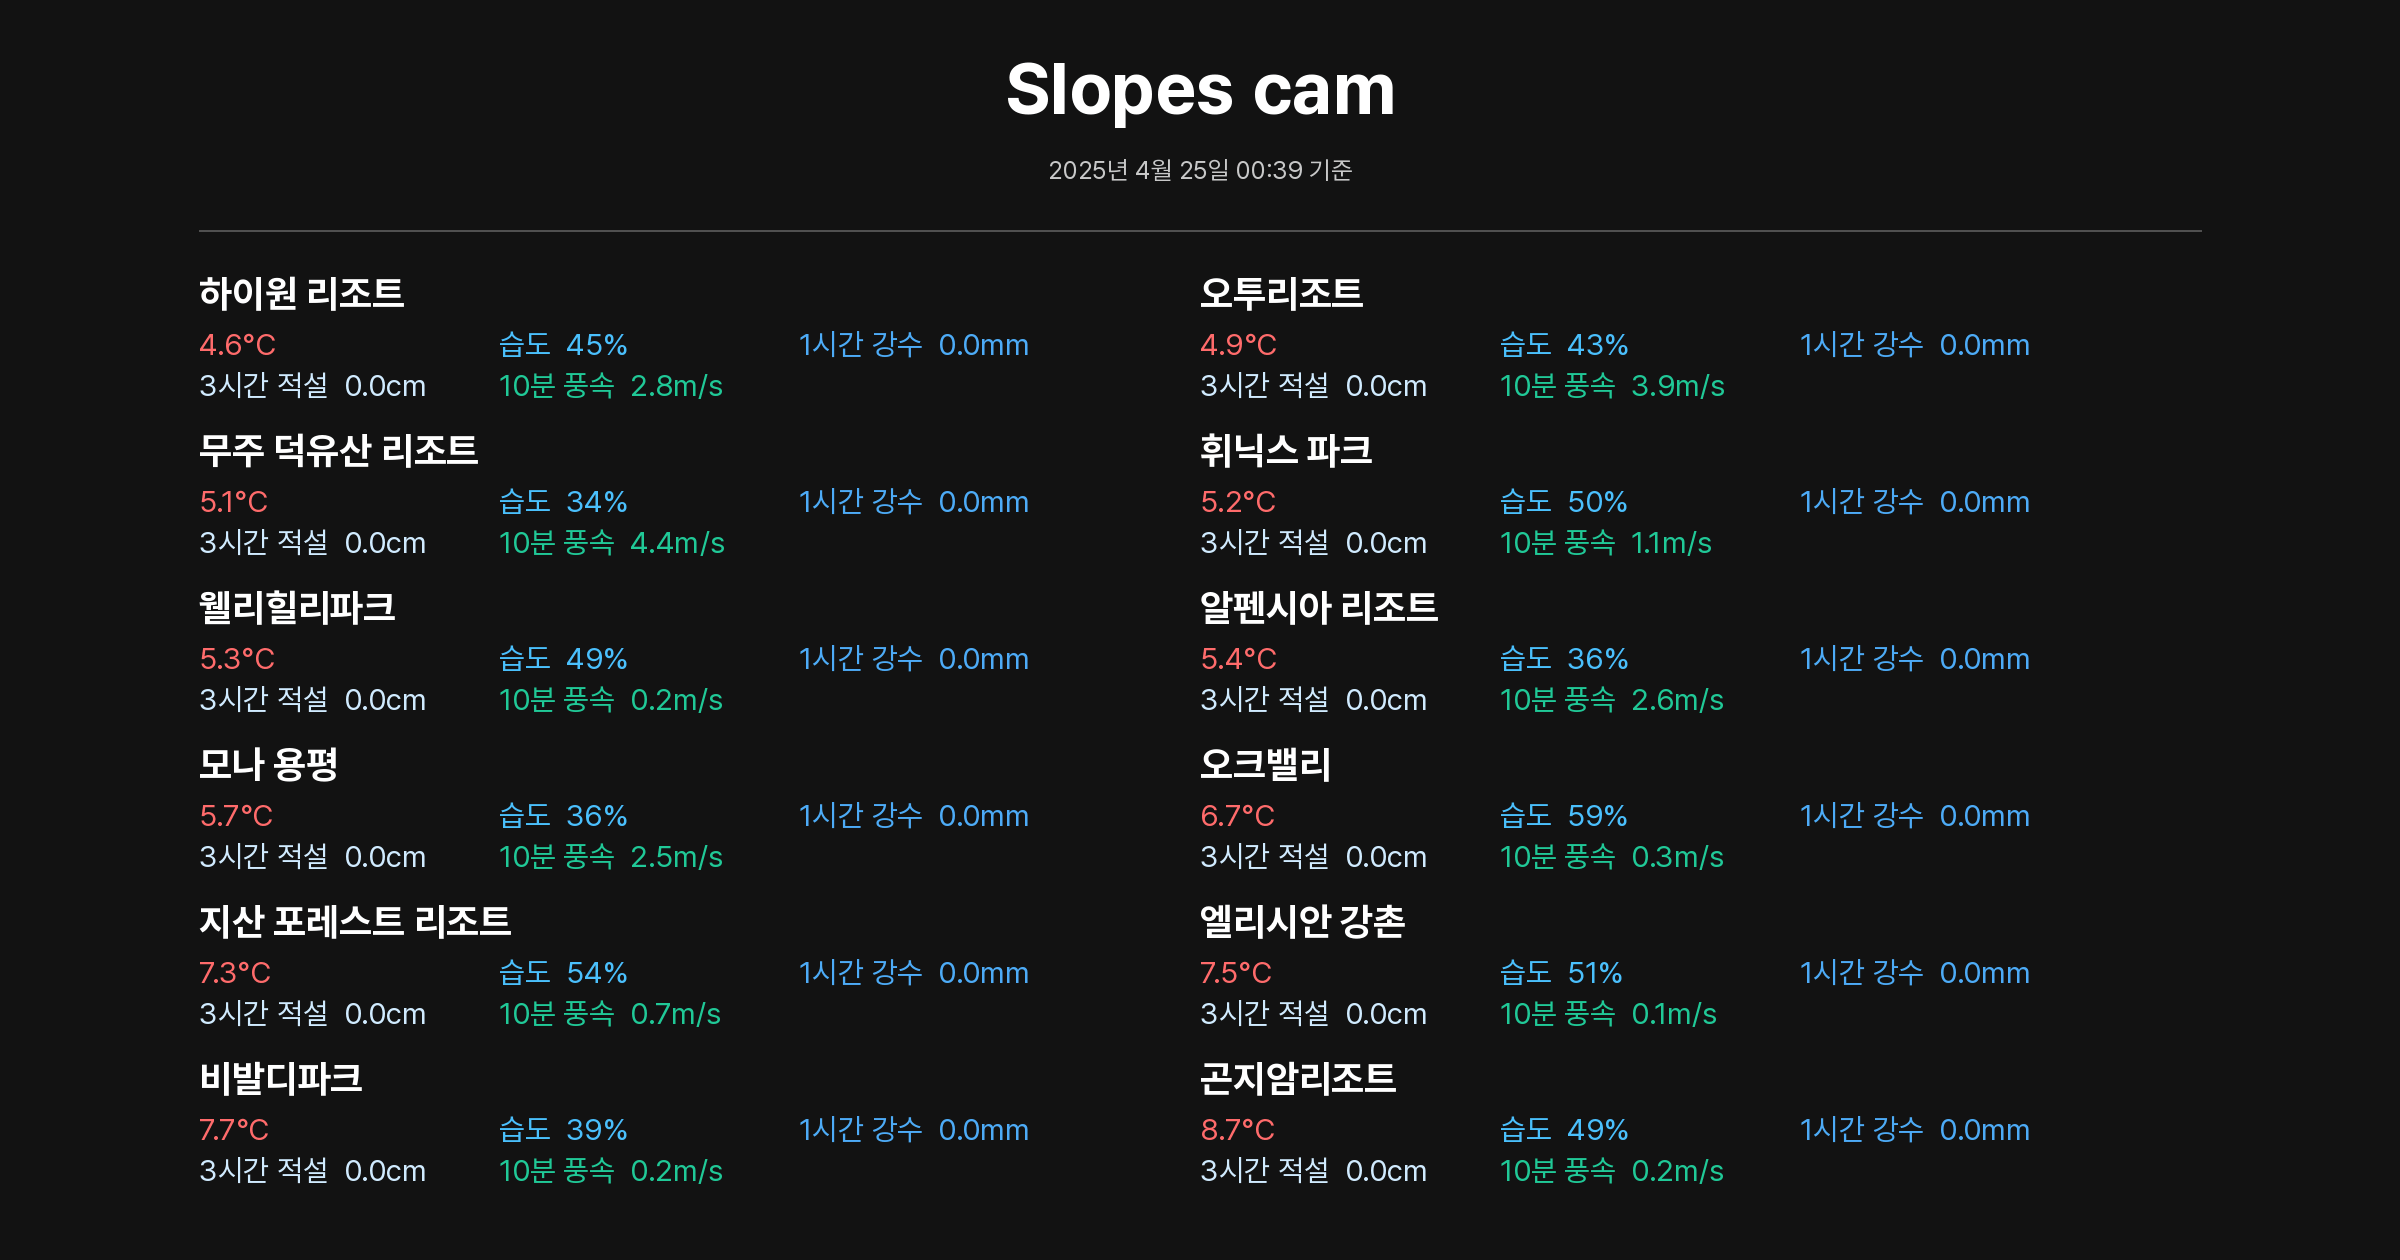 Slopes cam
2025년 4월 25일 00:39 기준
하이원 리조트
4.6°C 습도 45% 1시간 강수 0.0mm
3시간 적설 0.0cm 10분 풍속 2.8m/s
오투리조트
4.9°C 습도 43% 1시간 강수 0.0mm
3시간 적설 0.0cm 10분 풍속 3.9m/s
무주 덕유산 리조트
5.1°C 습도 34% 1시간 강수 0.0mm
3시간 적설 0.0cm 10분 풍속 4.4m/s
휘닉스 파크
5.2°C 습도 50% 1시간 강수 0.0mm
3시간 적설 0.0cm 10분 풍속 1.1m/s
웰리힐리파크
5.3°C 습도 49% 1시간 강수 0.0mm
3시간 적설 0.0cm 10분 풍속 0.2m/s
알펜시아 리조트
5.4°C 습도 36% 1시간 강수 0.0mm
3시간 적설 0.0cm 10분 풍속 2.6m/s
모나 용평
5.7°C 습도 36% 1시간 강수 0.0mm
3시간 적설 0.0cm 10분 풍속 2.5m/s
오크밸리
6.7°C 습도 59% 1시간 강수 0.0mm
3시간 적설 0.0cm 10분 풍속 0.3m/s
지산 포레스트 리조트
7.3°C 습도 54% 1시간 강수 0.0mm
3시간 적설 0.0cm 10분 풍속 0.7m/s
엘리시안 강촌
7.5°C 습도 51% 1시간 강수 0.0mm
3시간 적설 0.0cm 10분 풍속 0.1m/s
비발디파크
7.7°C 습도 39% 1시간 강수 0.0mm
3시간 적설 0.0cm 10분 풍속 0.2m/s
곤지암리조트
8.7°C 습도 49% 1시간 강수 0.0mm
3시간 적설 0.0cm 10분 풍속 0.2m/s